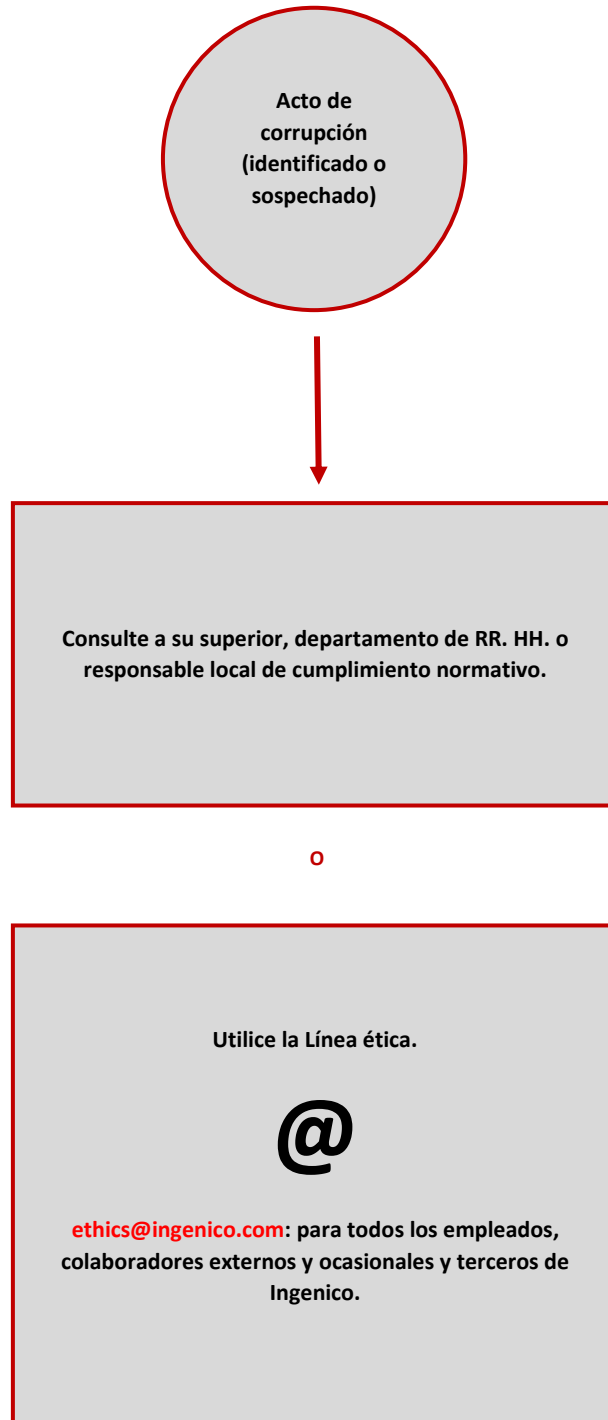 Acto de
corrupción
(identificado o
sospechado)
Consulte a su superior, departamento de RR. HH. o
responsable local de cumplimiento normativo.
O
Utilice la Línea ética.
@
ethics@ingenico.com: para todos los empleados,
colaboradores externos y ocasionales y terceros de
Ingenico.